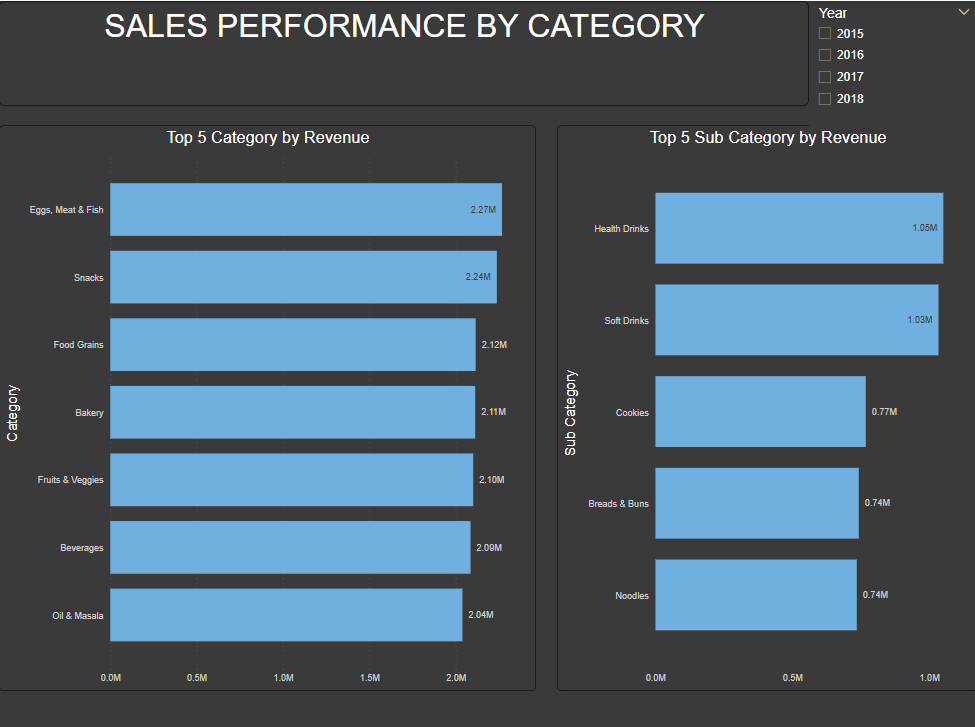 SALES PERFORMANCE BY CATEGORY
Year
2015
2016
2017
2018
Top 5 Category by Revenue
Category
Eggs, Meat & Fish
2.27M
Snacks
2.24M
Food Grains
2.12M
Bakery
2.11M
Fruits & Veggies
2.10M
Beverages
2.09M
Oil & Masala
2.04M
0.0M 0.5M 1.0M 1.5M 2.0M
Top 5 Sub Category by Revenue
Sub Category
Health Drinks
1.05M
Soft Drinks
1.03M
Cookies
0.77M
Breads & Buns
0.74M
Noodles
0.74M
0.0M 0.5M 1.0M